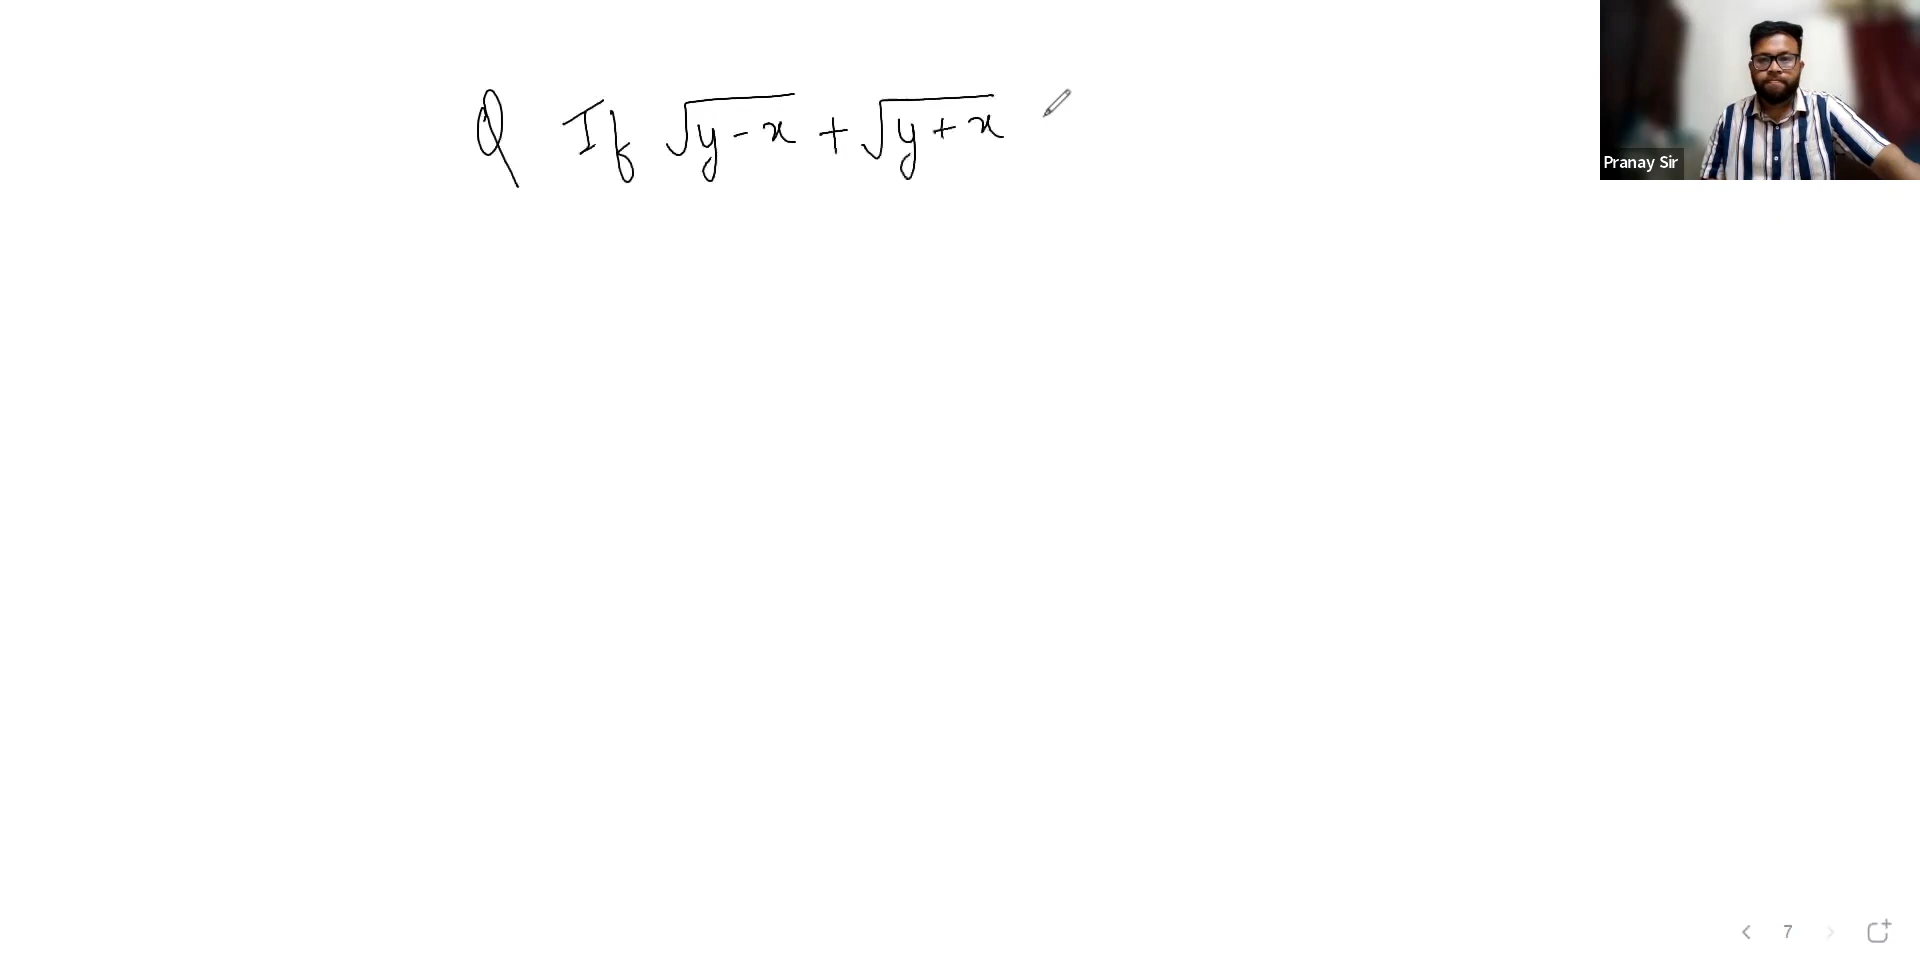 Q If √(y-x) + √(y+x)
Pranay Sir
7